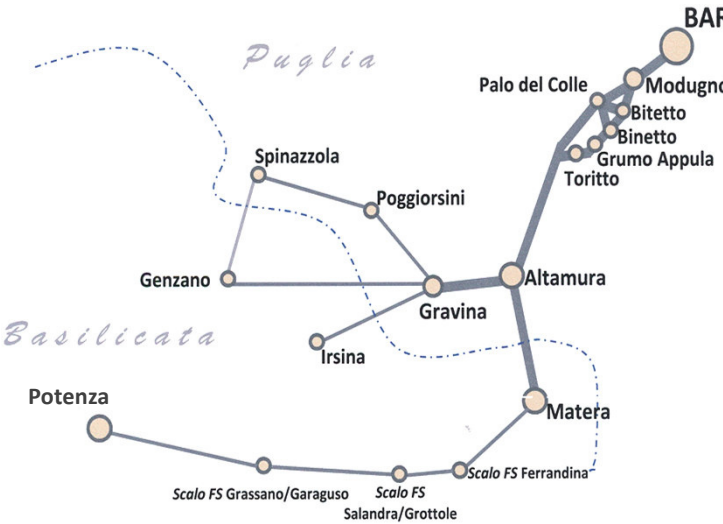 BAR
Puglia
Palo del Colle
Modugno
Bitetto
Binetto
Grumo Appula
Toritto
Spinazzola
Poggiorsini
Genzano
Altamura
Gravina
Basilicata
Irsina
Potenza
Matera
Scalo FS Ferrandina
Scalo FS Grassano/Garaguso
Scalo FS
Salandra/Grottole